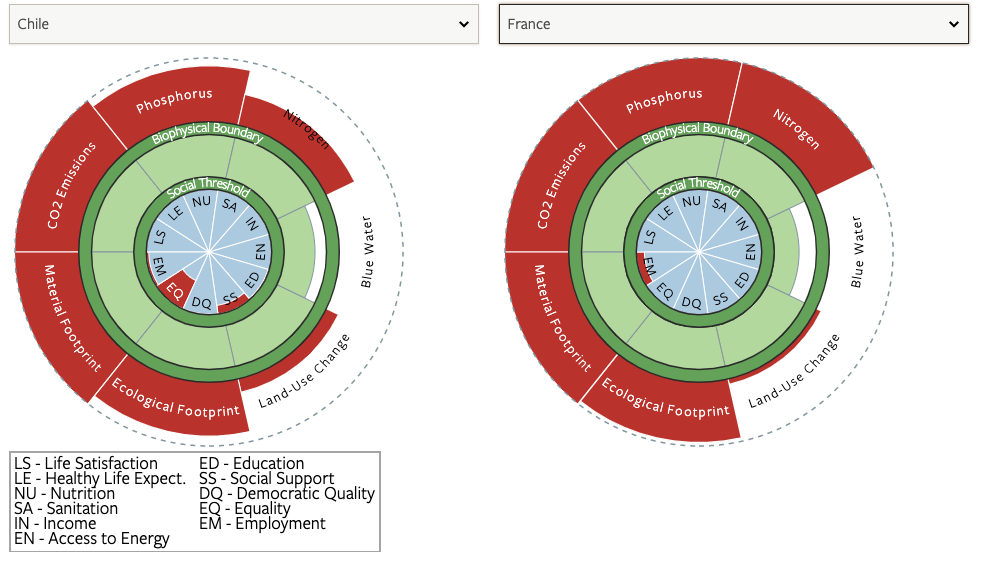 Chile
France
Phosphorus
Nitrogen
CO2 Emissions
Biophysical Boundary
Social Threshold
LS
LE
NU
SA
IN
EN
ED
SS
DQ
EQ
EM
Blue Water
Material Footprint
Ecological Footprint
Land-Use Change
Phosphorus
Nitrogen
CO2 Emissions
Biophysical Boundary
Social Threshold
LS
LE
NU
SA
IN
EN
ED
SS
DQ
EQ
EM
Blue Water
Material Footprint
Ecological Footprint
Land-Use Change
LS - Life Satisfaction
LE - Healthy Life Expect.
NU - Nutrition
SA - Sanitation
IN - Income
EN - Access to Energy
ED - Education
SS - Social Support
DQ - Democratic Quality
EQ - Equality
EM - Employment